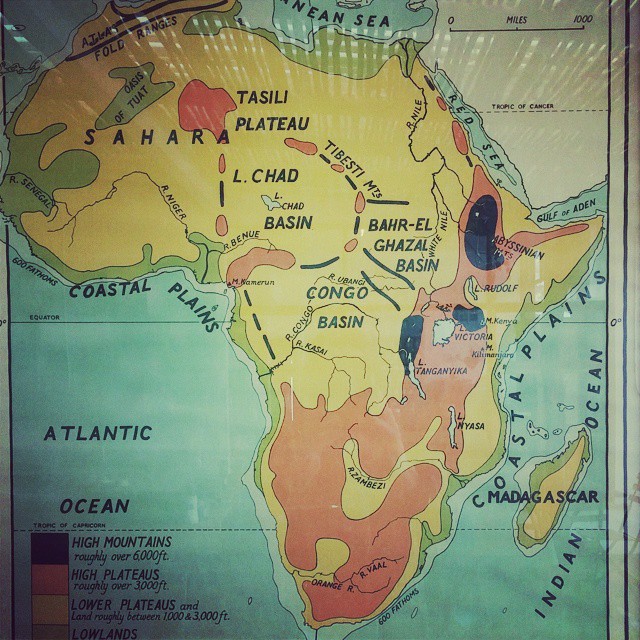 ANEAN SEA
0 MILES 1000
ATLAS
FOLD RANGES
OASIS
OF TUAT
TASILI
PLATEAU
R. NILE
RED SEA
TROPIC OF CANCER
SAHARA
TIBESTI MTS
R. SENEGAL
R. NIGER
L. CHAD
L.
CHAD
BASIN
GULF OF ADEN
BAHR-EL
GHAZAL
BASIN
WHITE NILE
ABYSSINIAN
R. BENUE
600 FATHOMS
COASTAL PLAINS
M. Kamerun
R. UBANGI
CONGO
BASIN
L. RUDOLF
0°
EQUATOR
0°
M. Kenya
L.
VICTORIA
M.
Kilimanjaro
R. CONGO
R. KASAI
L.
TANGANYIKA
COASTAL PLAINS
L.
NYASA
ATLANTIC
OCEAN
R. ZAMBEZI
MADAGASCAR
INDIAN OCEAN
TROPIC OF CAPRICORN
HIGH MOUNTAINS
roughly over 6,000 ft.
HIGH PLATEAUS
roughly over 3,000 ft.
LOWER PLATEAUS and
Land roughly between 1,000 & 3,000 ft.
LOWLANDS
ORANGE R.
R. VAAL
600 FATHOMS